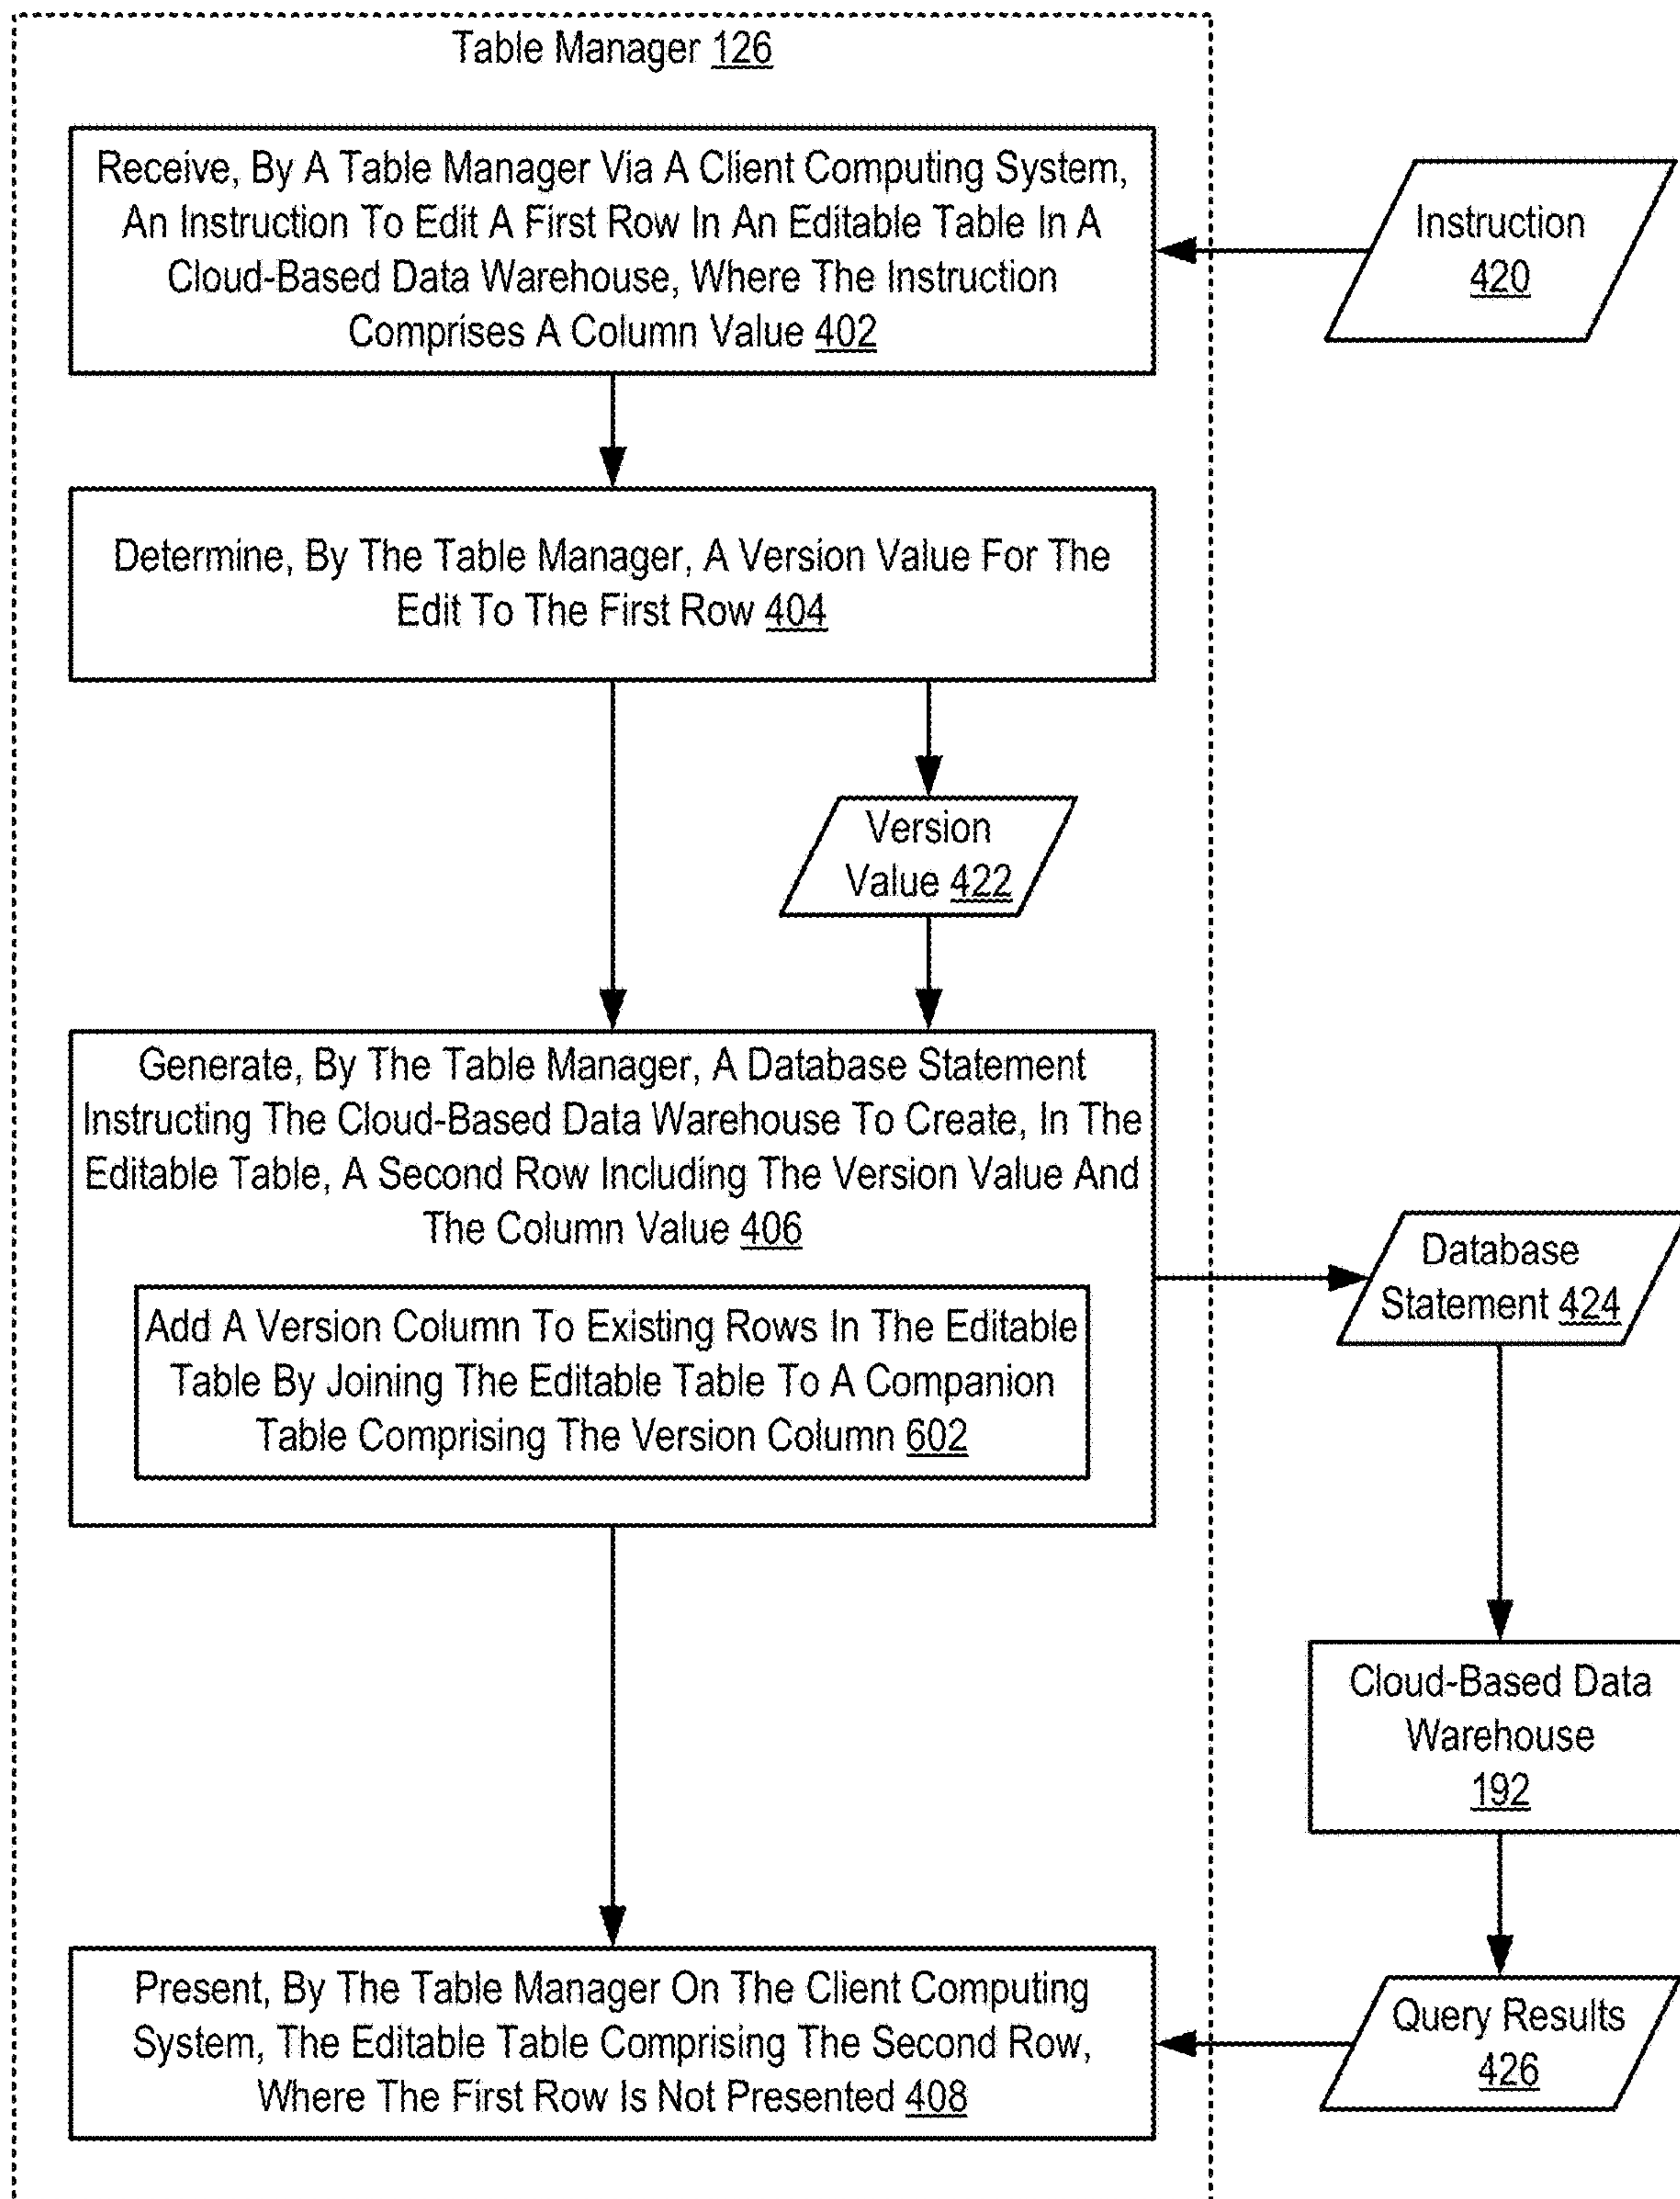 Table Manager 126
Receive, By A Table Manager Via A Client Computing System,
An Instruction To Edit A First Row In An Editable Table In A
Cloud-Based Data Warehouse, Where The Instruction
Comprises A Column Value 402
Instruction
420
Determine, By The Table Manager, A Version Value For The
Edit To The First Row 404
Version
Value 422
Generate, By The Table Manager, A Database Statement
Instructing The Cloud-Based Data Warehouse To Create, In The
Editable Table, A Second Row Including The Version Value And
The Column Value 406
Add A Version Column To Existing Rows In The Editable
Table By Joining The Editable Table To A Companion
Table Comprising The Version Column 602
Database
Statement 424
Cloud-Based Data
Warehouse
192
Present, By The Table Manager On The Client Computing
System, The Editable Table Comprising The Second Row,
Where The First Row Is Not Presented 408
Query Results
426